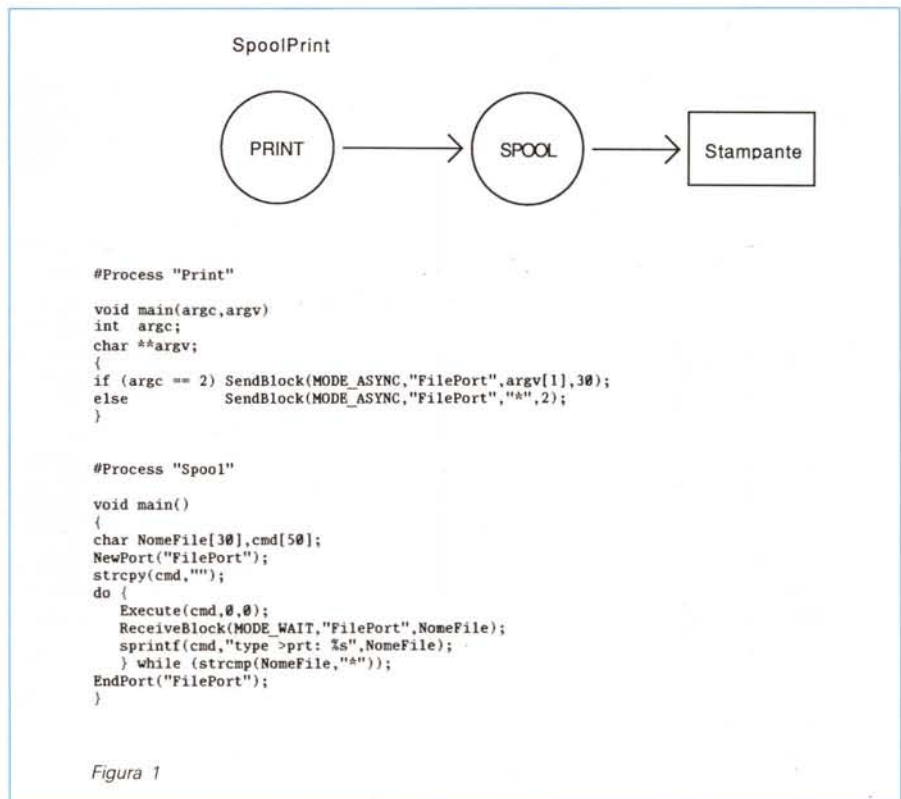 SpoolPrint
PRINT
SPOOL
Stampante
#Process "Print"
void main(argc,argv)
int argc;
char **argv;
{
if (argc == 2) SendBlock(MODE_ASYNC,"FilePort",argv[1],30);
else SendBlock(MODE_ASYNC,"FilePort","*",2);
}
#Process "Spool"
void main()
{
char NomeFile[30],cmd[50];
NewPort("FilePort");
strcpy(cmd,"");
do {
Execute(cmd,0,0);
ReceiveBlock(MODE_WAIT,"FilePort",NomeFile);
sprintf(cmd,"type >prt: %s",NomeFile);
} while (strcmp(NomeFile,"*"));
EndPort("FilePort");
}
Figura 1